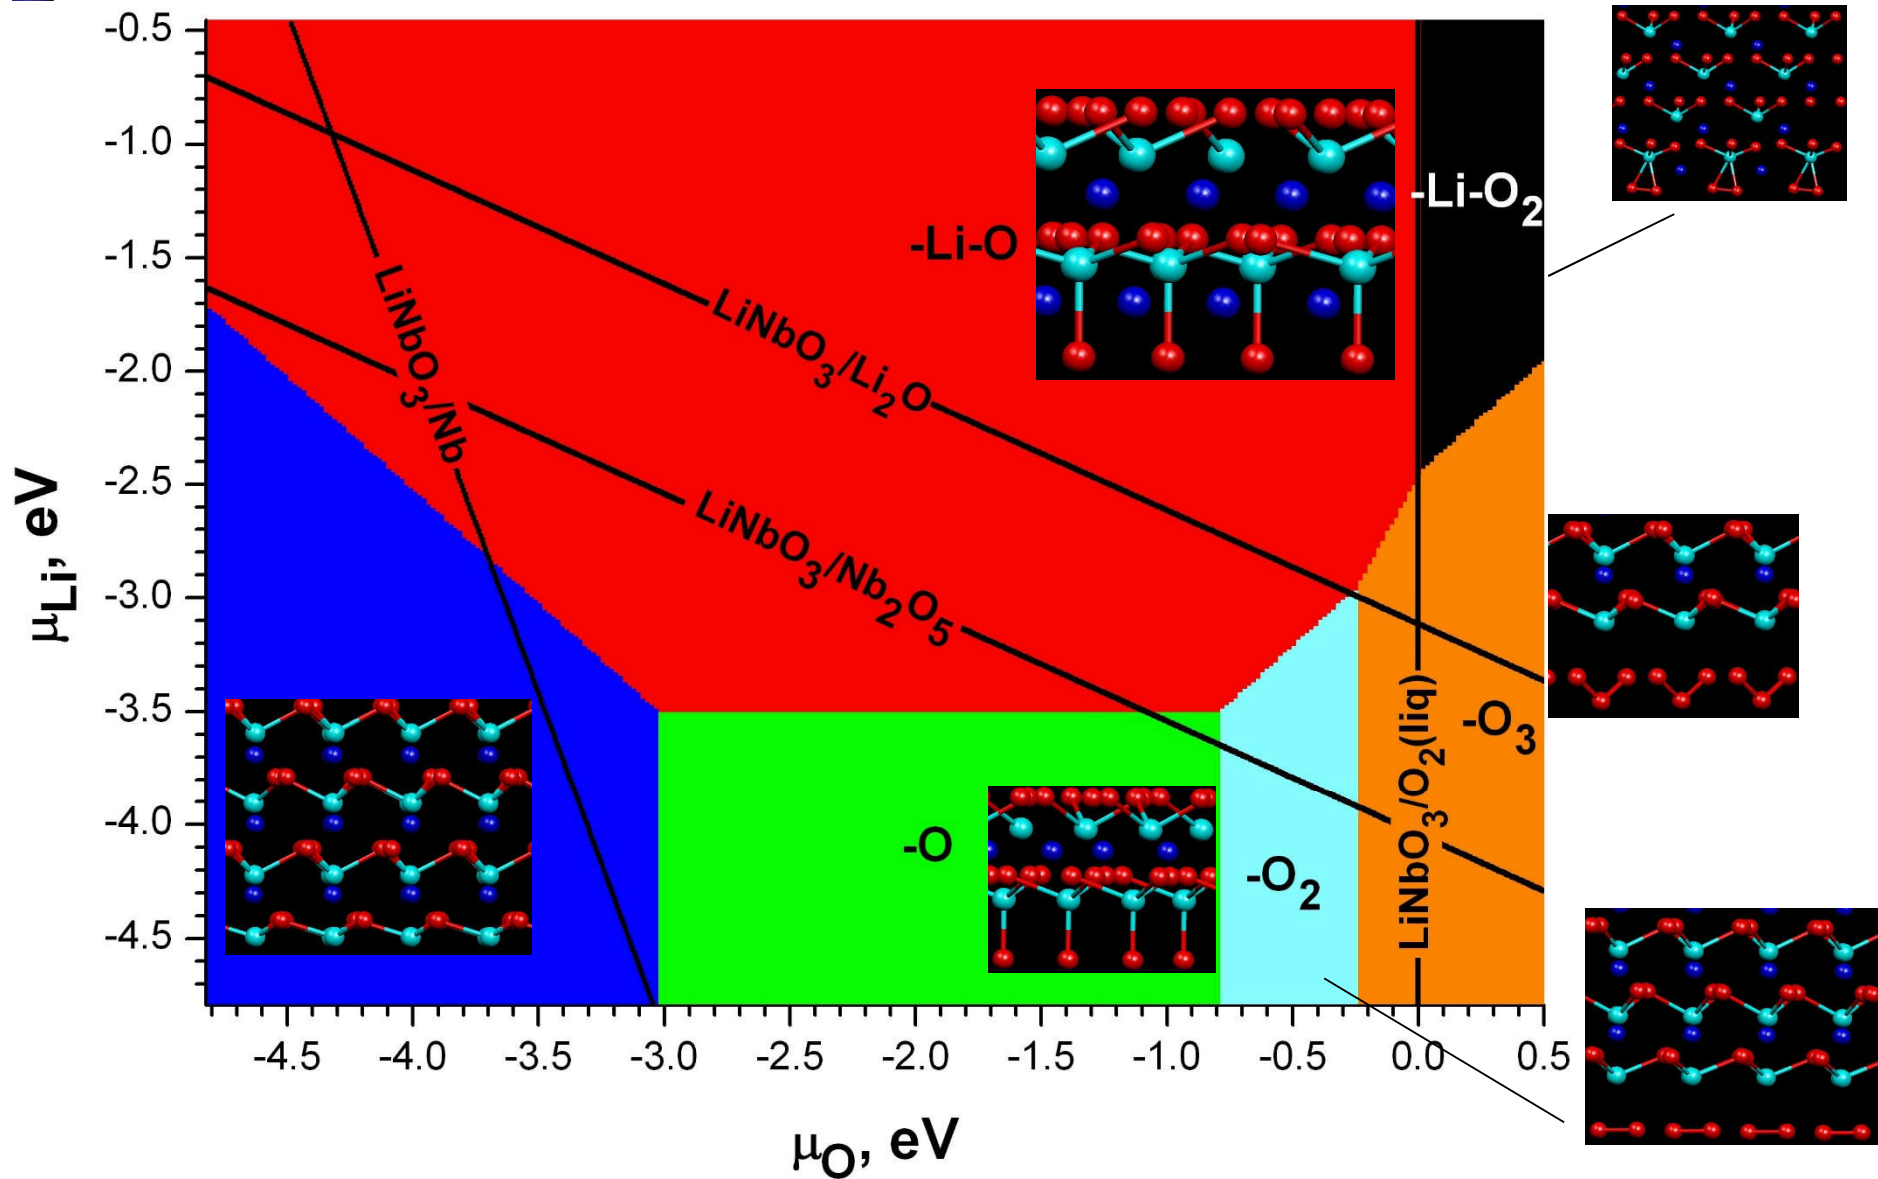 -0.5
-1.0
-1.5
-2.0
-2.5
-3.0
-3.5
-4.0
-4.5
μLi, eV
-4.5 -4.0 -3.5 -3.0 -2.5 -2.0 -1.5 -1.0 -0.5 0.0 0.5
μO, eV
LiNbO3/Nb
LiNbO3/Li2O
LiNbO3/Nb2O5
LiNbO3/O2(liq)
-Li-O
-Li-O2
-O
-O2
-O3